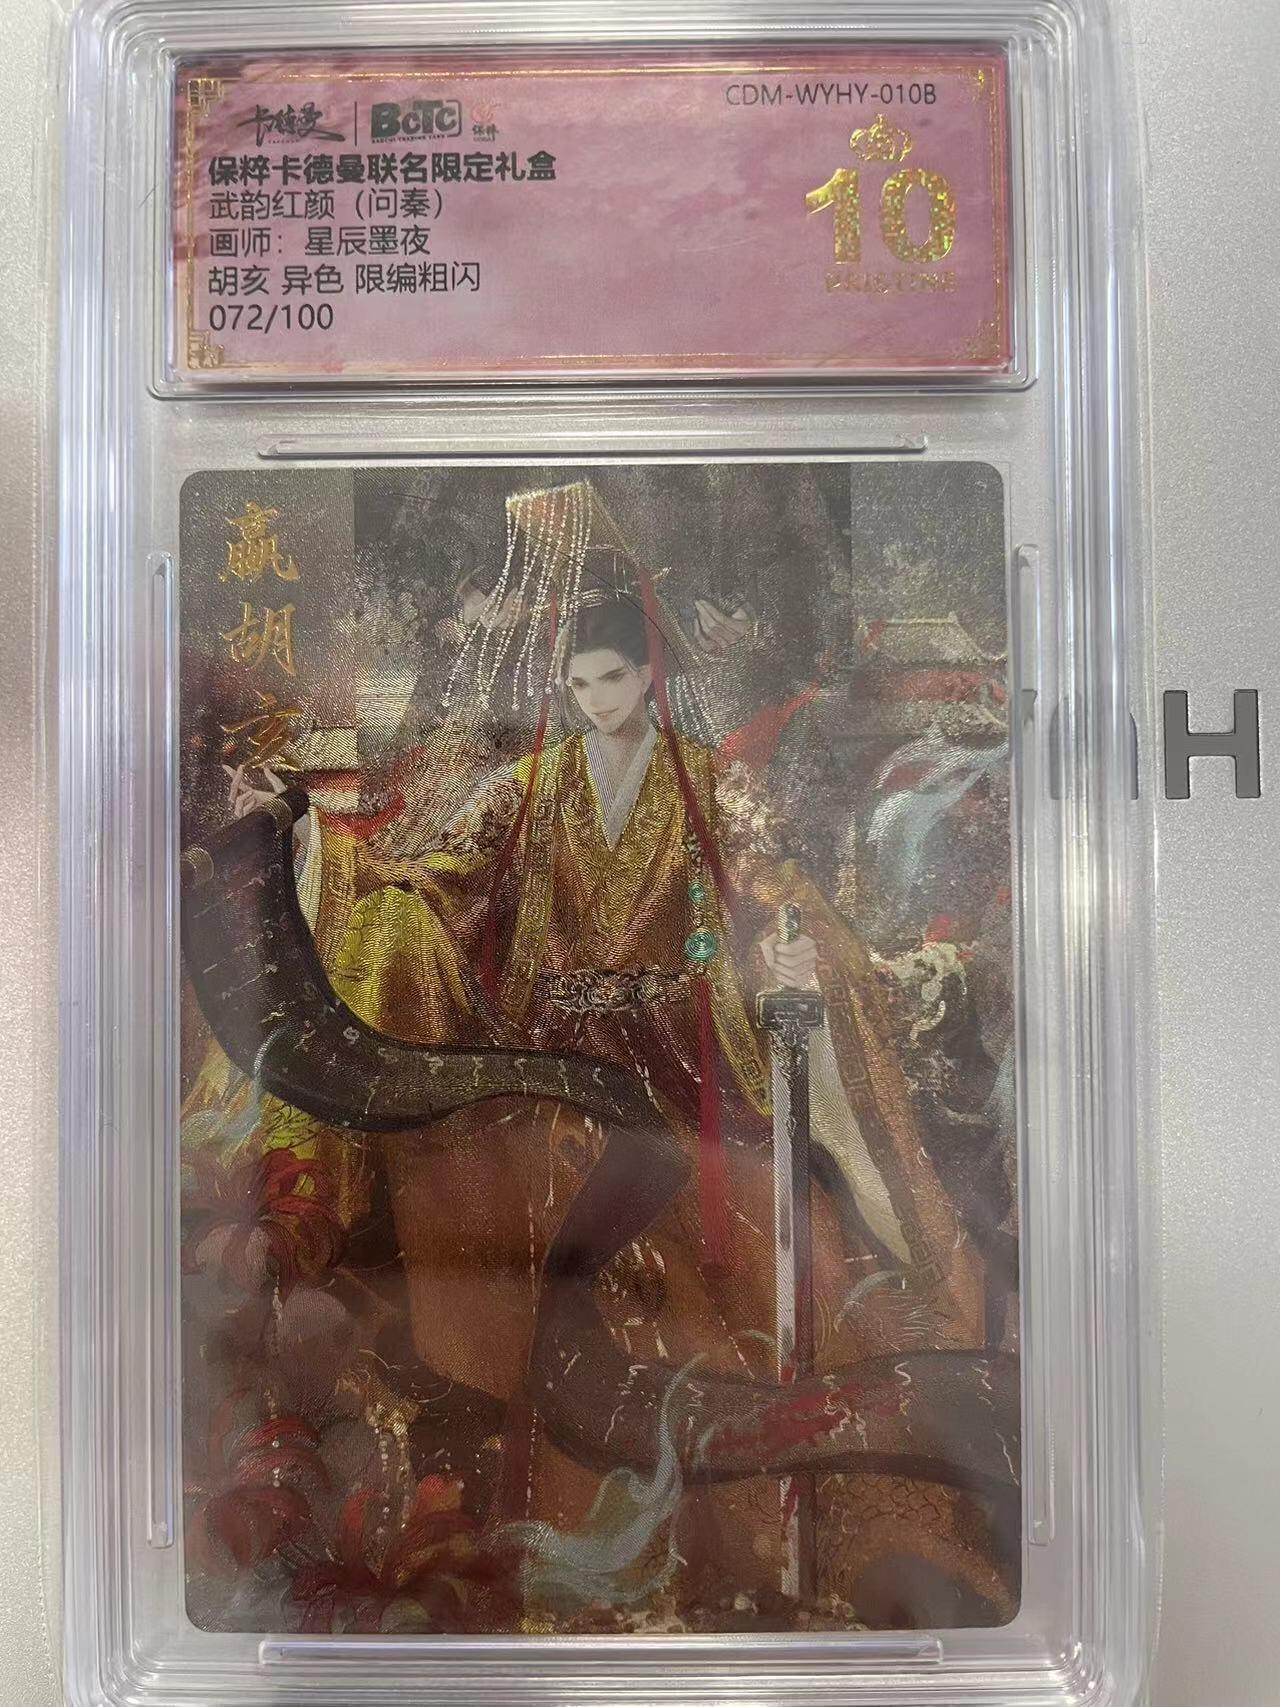 卡德曼 BCTC 保粹
CDM-WYHY-010B
保粹卡德曼联名限定礼盒
武韵红颜（问秦）
画师：星辰墨夜
胡亥 异色 限编粗闪
072/100
10
PRISTINE
嬴胡亥
H